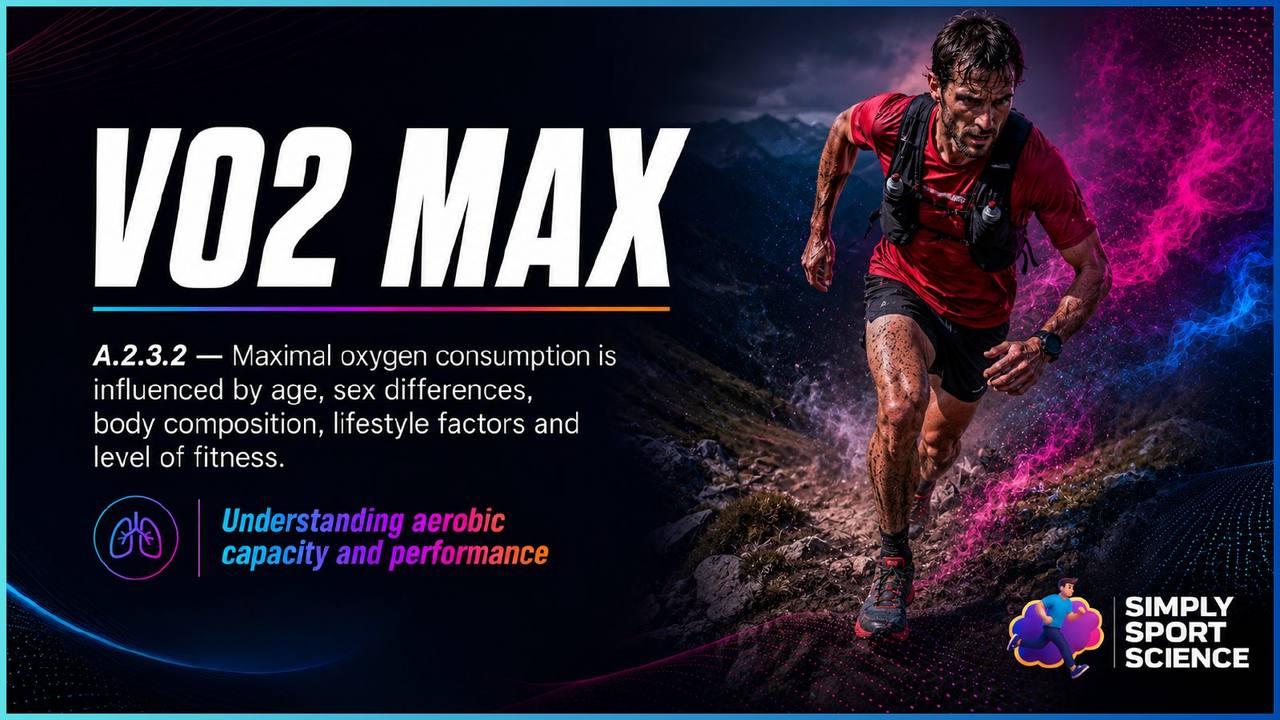 VO2 MAX
A.2.3.2 — Maximal oxygen consumption is
influenced by age, sex differences,
body composition, lifestyle factors and
level of fitness.
Understanding aerobic
capacity and performance
SIMPLY
SPORT
SCIENCE